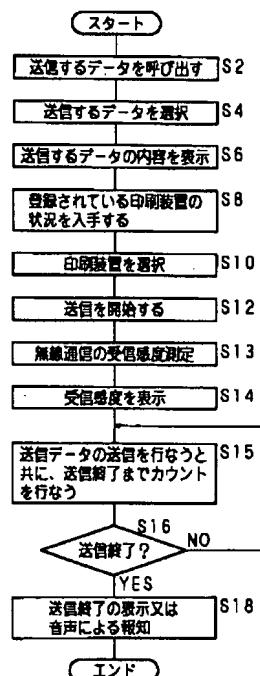 スタート
送信するデータを呼び出す S2
送信するデータを選択 S4
送信するデータの内容を表示 S6
登録されている印刷装置の S8
状況を入手する
印刷装置を選択 S10
送信を開始する S12
無線通信の受信感度測定 S13
受信感度を表示 S14
送信データの送信を行なうと S15
共に、送信終了までカウント
を行なう
S16
送信終了? NO
YES
送信終了の表示又は S18
音声による報知
エンド